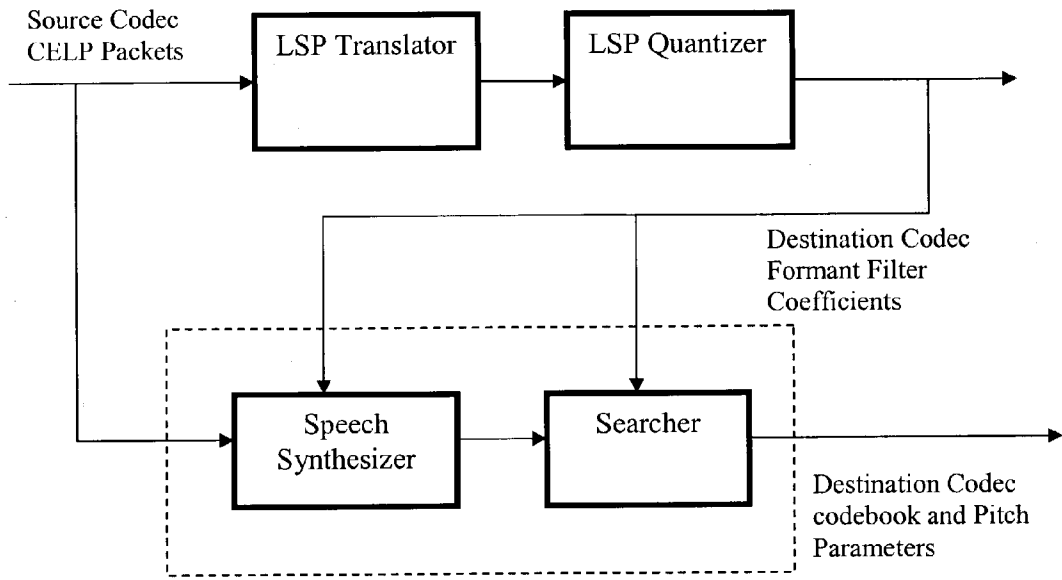 Source Codec
CELP Packets
LSP Translator
LSP Quantizer
Destination Codec
Formant Filter
Coefficients
Speech
Synthesizer
Searcher
Destination Codec
codebook and Pitch
Parameters